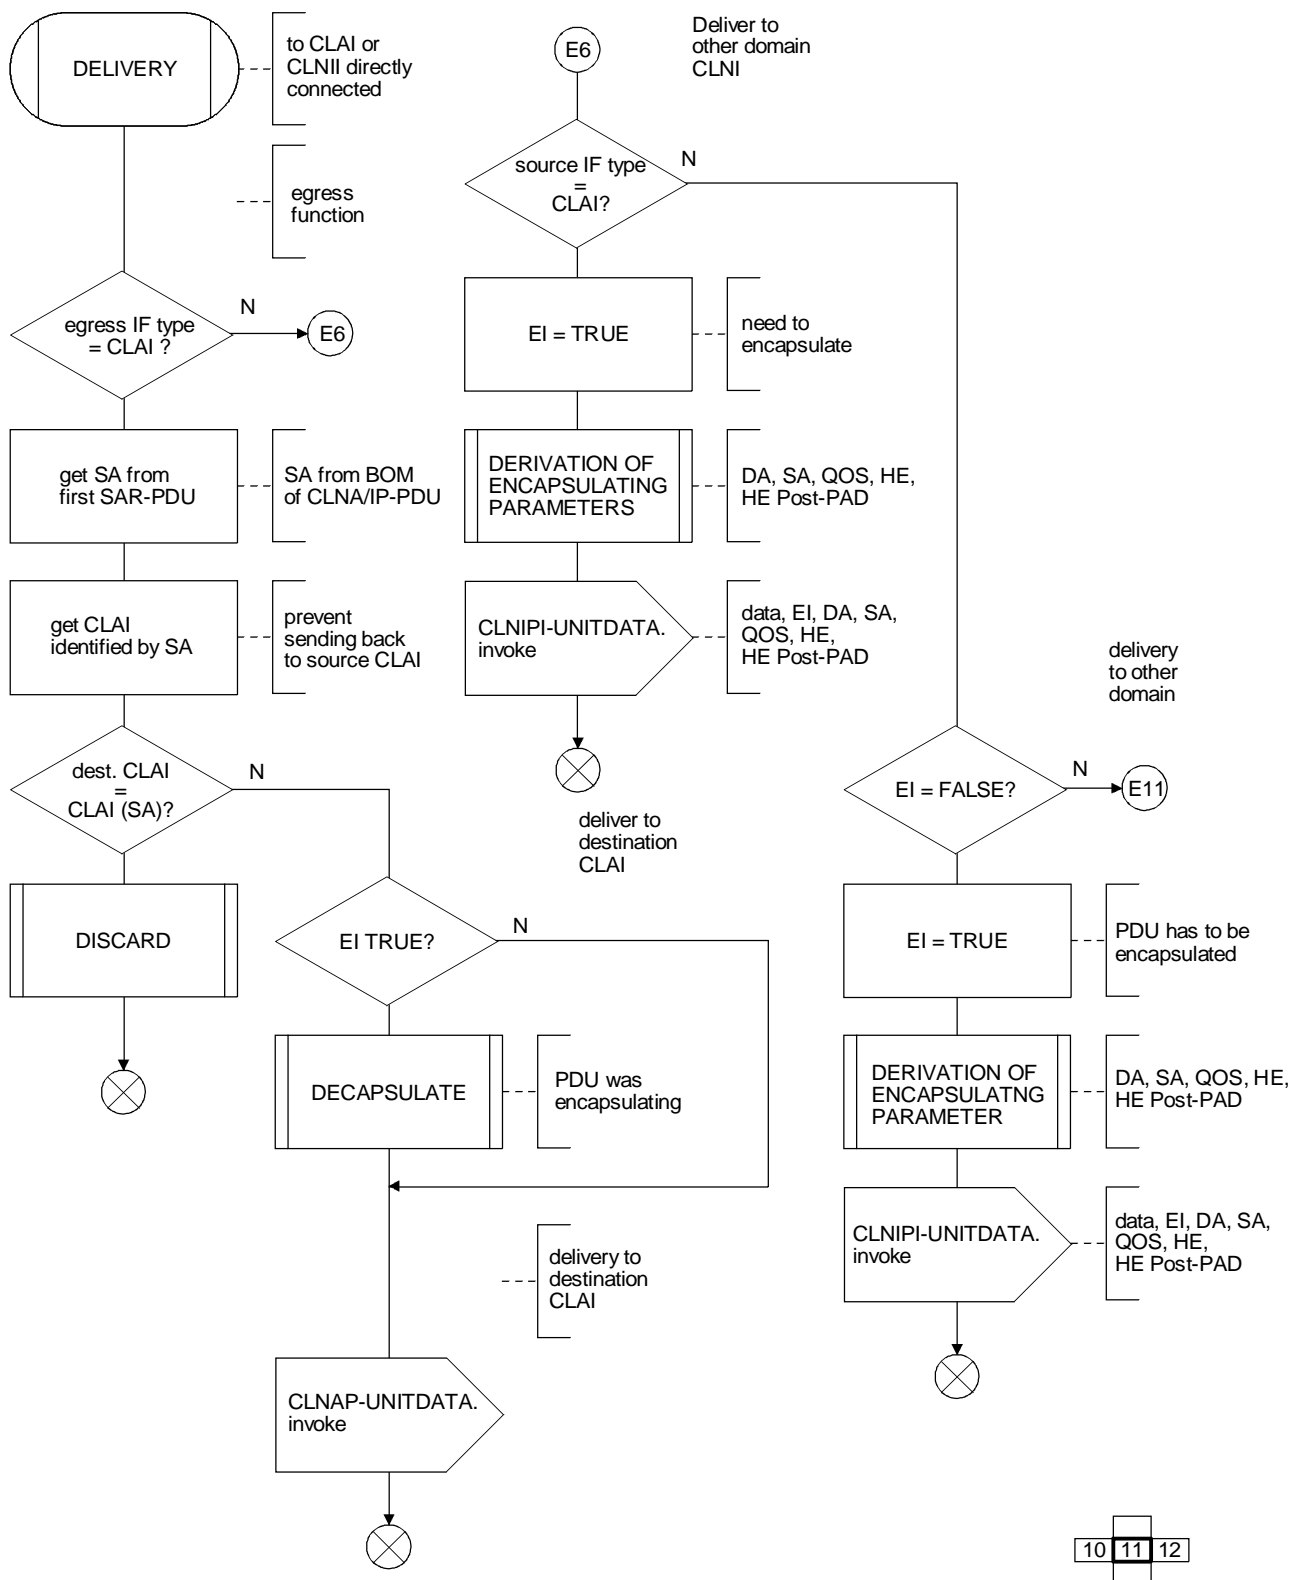 DELIVERY
to CLAI or
CLNII directly
connected
egress
function
egress IF type
= CLAI ?
N
E6
get SA from
first SAR-PDU
SA from BOM
of CLNA/IP-PDU
get CLAI
identified by SA
prevent
sending back
to source CLAI
dest. CLAI
=
CLAI (SA)?
N
DISCARD
EI TRUE?
N
DECAPSULATE
PDU was
encapsulating
delivery to
destination
CLAI
CLNAP-UNITDATA.
invoke
E6
Deliver to
other domain
CLNI
source IF type
=
CLAI?
N
EI = TRUE
need to
encapsulate
DERIVATION OF
ENCAPSULATING
PARAMETERS
DA, SA, QOS, HE,
HE Post-PAD
CLNIPI-UNITDATA.
invoke
data, EI, DA, SA,
QOS, HE,
HE Post-PAD
deliver to
destination
CLAI
delivery
to other
domain
EI = FALSE?
N
E11
EI = TRUE
PDU has to be
encapsulated
DERIVATION OF
ENCAPSULATNG
PARAMETER
DA, SA, QOS, HE,
HE Post-PAD
CLNIPI-UNITDATA.
invoke
data, EI, DA, SA,
QOS, HE,
HE Post-PAD
10 11 12